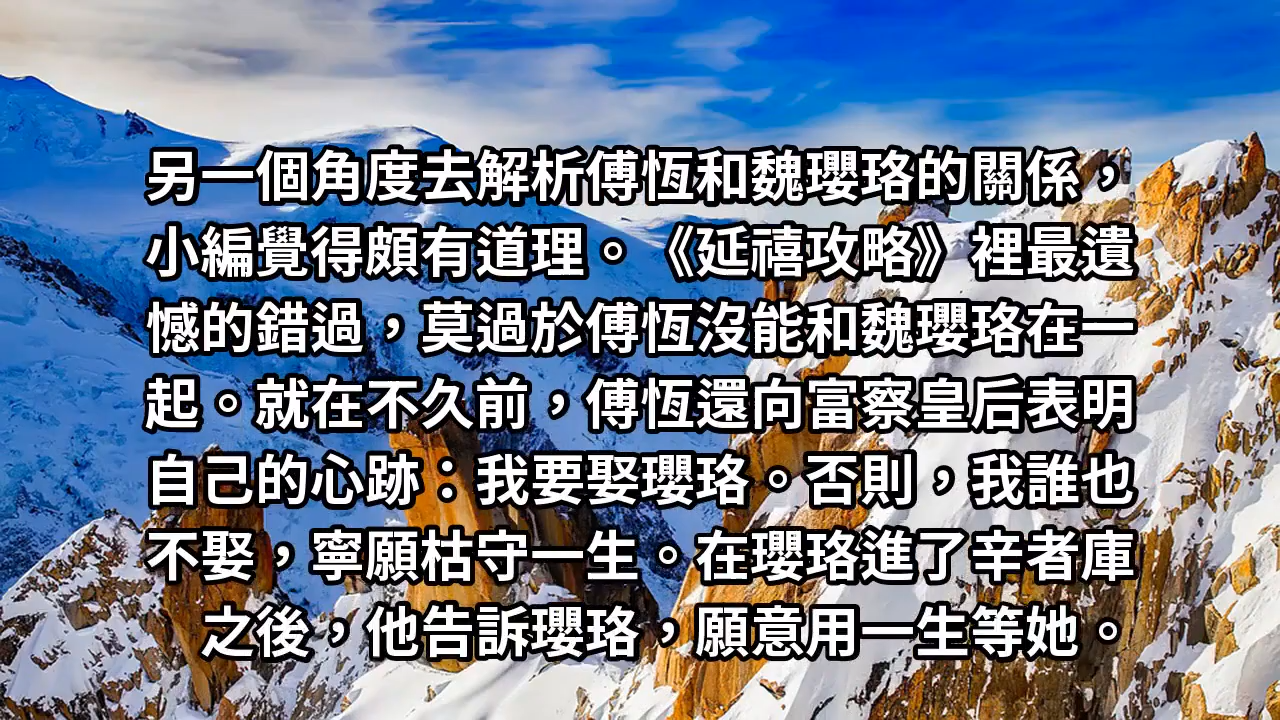 另一個角度去解析傅恆和魏瓔珞的關係，
小編覺得頗有道理。《延禧攻略》裡最遺
憾的錯過，莫過於傅恆沒能和魏瓔珞在一
起。就在不久前，傅恆還向富察皇后表明
自己的心跡：我要娶瓔珞。否則，我誰也
不娶，寧願枯守一生。在瓔珞進了辛者庫
之後，他告訴瓔珞，願意用一生等她。